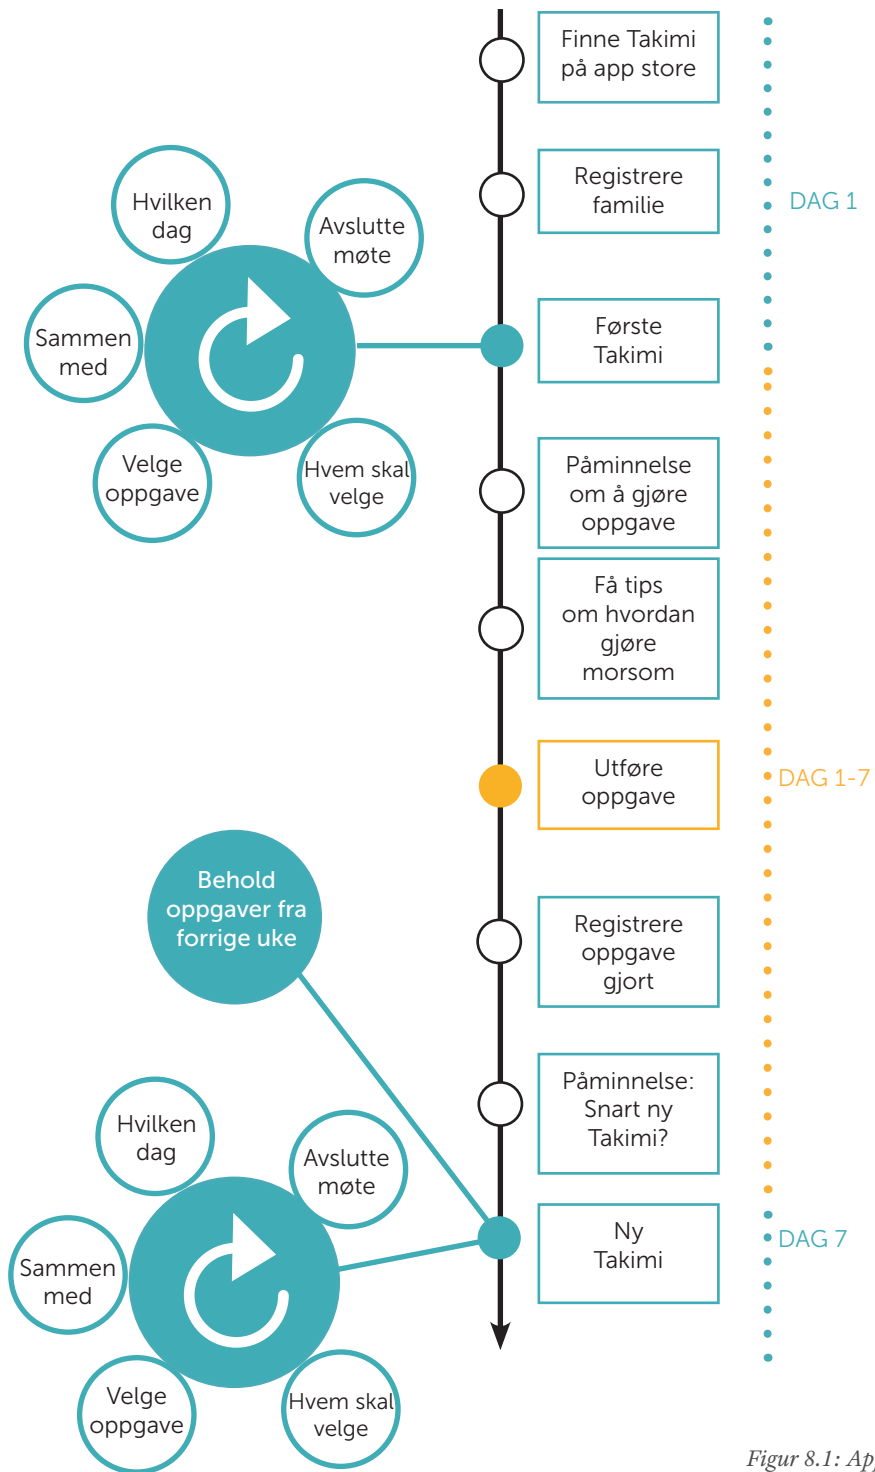 Finne Takimi
på app store
Registrere
familie
DAG 1
Hvilken
dag
Avslutte
møte
Sammen
med
Velge
oppgave
Hvem skal
velge
Første
Takimi
Påminnelse
om å gjøre
oppgave
Få tips
om hvordan
gjøre
morsom
Utføre
oppgave
DAG 1-7
Behold
oppgaver fra
forrige uke
Registrere
oppgave
gjort
Påminnelse:
Snart ny
Takimi?
Hvilken
dag
Avslutte
møte
Sammen
med
Velge
oppgave
Hvem skal
velge
Ny
Takimi
DAG 7
Figur 8.1: